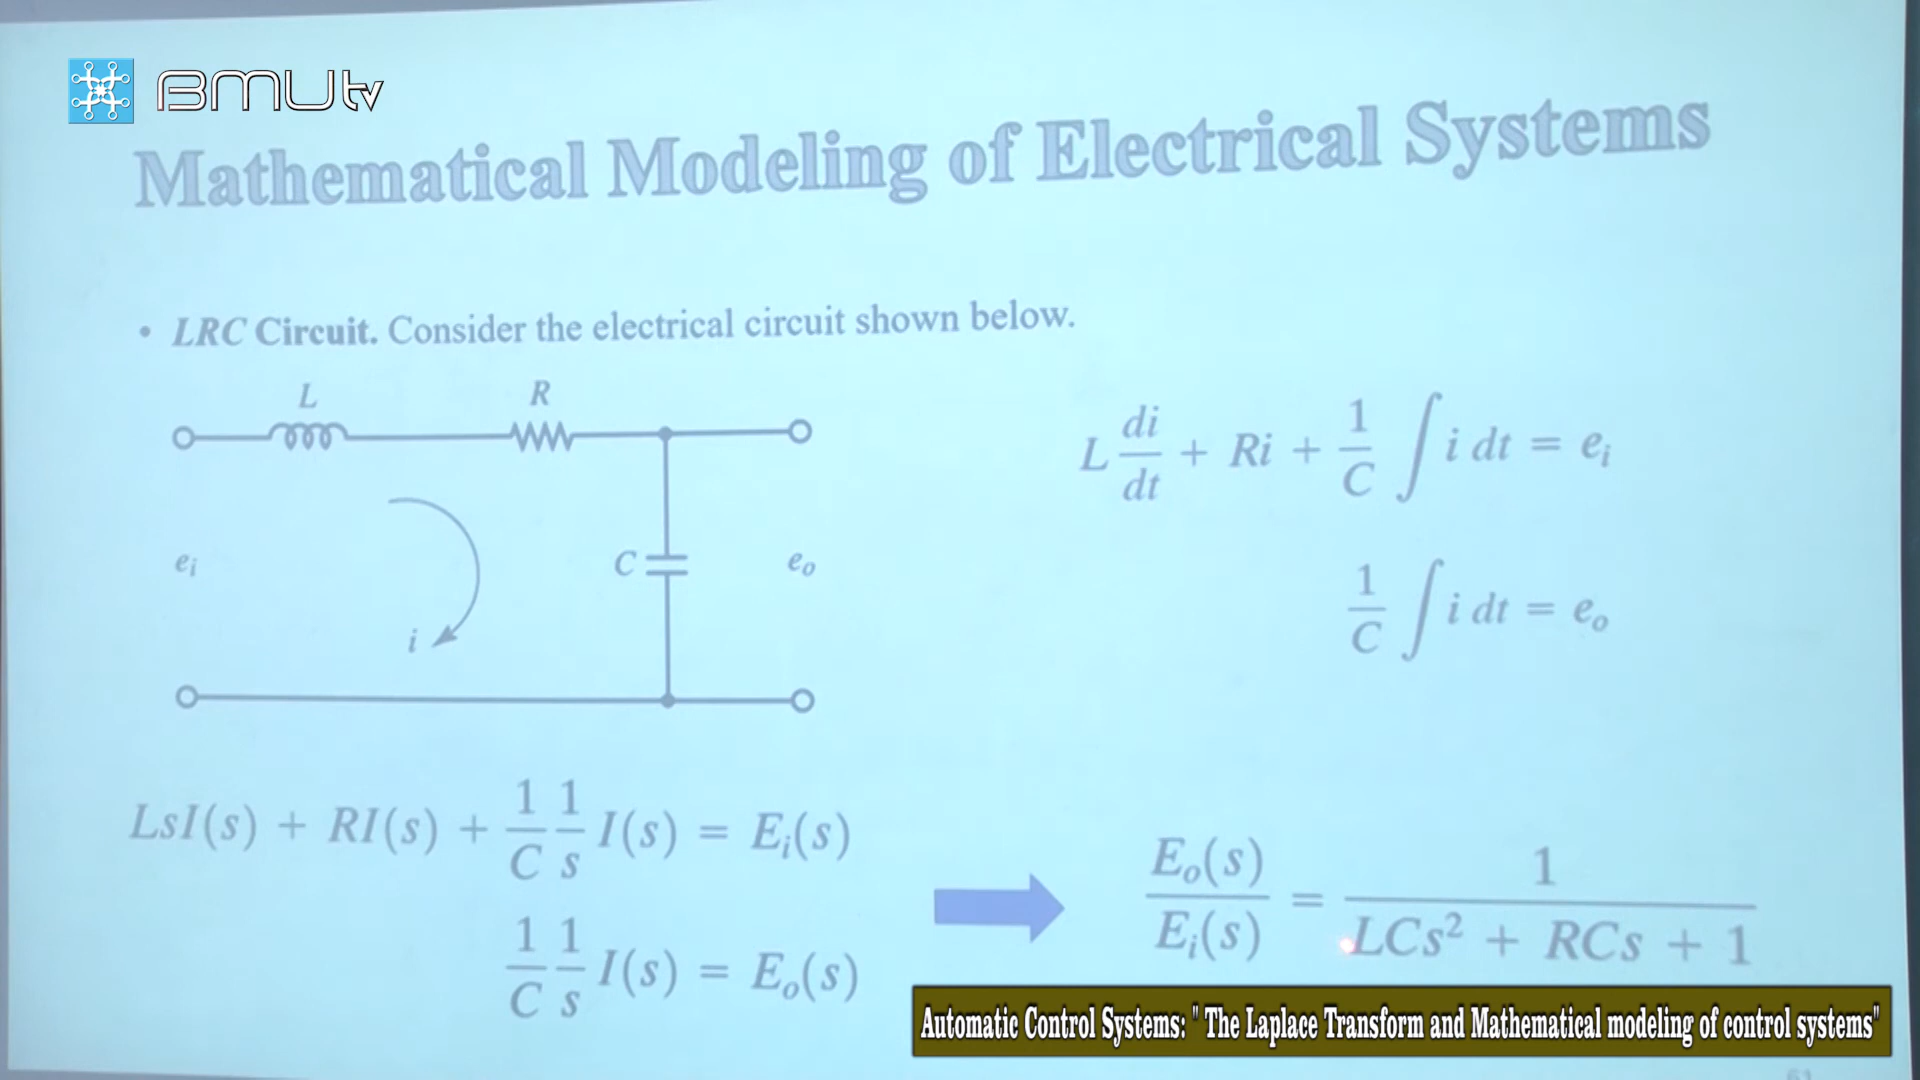 BMUtv
Mathematical Modeling of Electrical Systems
• LRC Circuit. Consider the electrical circuit shown below.
L
R
L di/dt + Ri + 1/C ∫ i dt = e_i
e_i
C
e_o
i
1/C ∫ i dt = e_o
LsI(s) + RI(s) + 1/C 1/s I(s) = E_i(s)
1/C 1/s I(s) = E_o(s)
E_o(s)/E_i(s) = 1/(LCs² + RCs + 1)
Automatic Control Systems: " The Laplace Transform and Mathematical modeling of control systems"